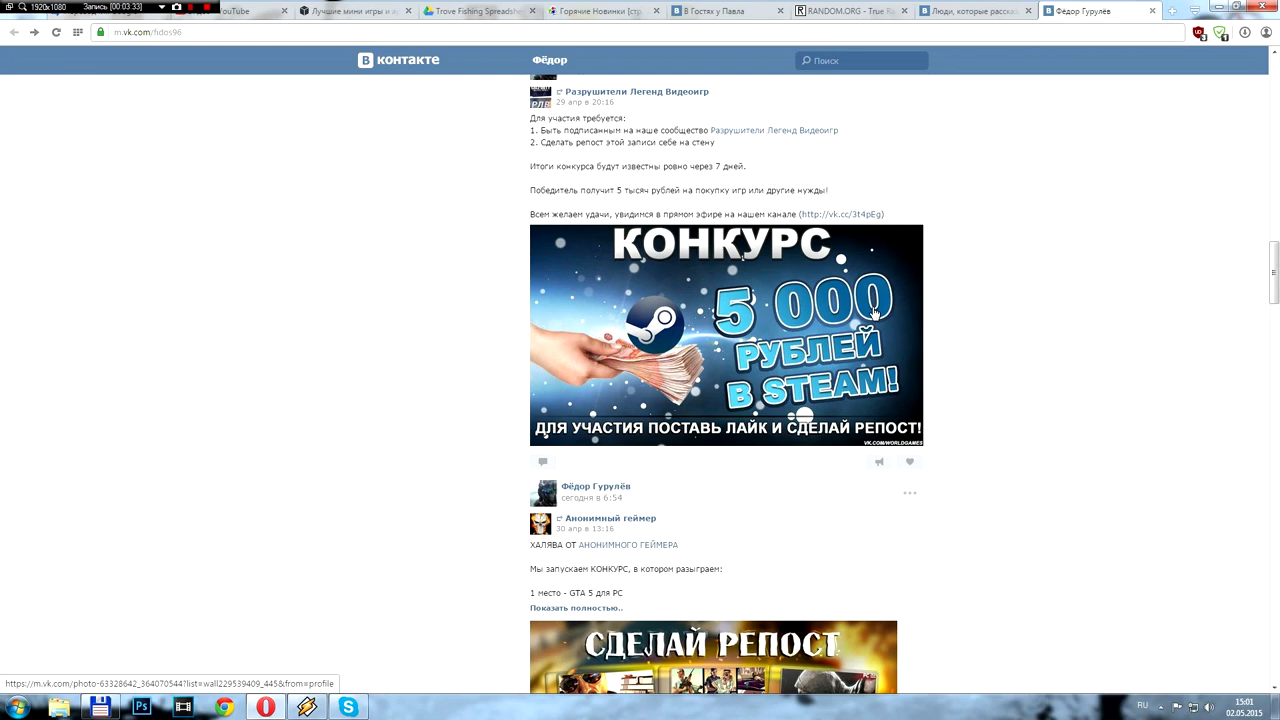 1920x1080
Запись [00:03:33]
YouTube
Лучшие мини игры и
Trove Fishing Spreadshe
Горячие Новинки [стр.
В Гостях у Павла
RANDOM.ORG - True Ra
Люди, которые расска
Фёдор Гурулёв
m.vk.com/fidos96
В контакте
Фёдор
Поиск
Разрушители Легенд Видеоигр
29 апр в 20:16
Для участия требуется:
1. Быть подписанным на наше сообщество Разрушители Легенд Видеоигр
2. Сделать репост этой записи себе на стену
Итоги конкурса будут известны ровно через 7 дней.
Победитель получит 5 тысяч рублей на покупку игр или другие нужды!
Всем желаем удачи, увидимся в прямом эфире на нашем канале (http://vk.cc/3t4pEg)
КОНКУРС
5 000
РУБЛЕЙ
В STEAM!
ДЛЯ УЧАСТИЯ ПОСТАВЬ ЛАЙК И СДЕЛАЙ РЕПОСТ!
VK.COM/WORLDGAMES
Фёдор Гурулёв
сегодня в 6:54
Анонимный геймер
30 апр в 13:16
ХАЛЯВА ОТ АНОНИМНОГО ГЕЙМЕРА
Мы запускаем КОНКУРС, в котором разыграем:
1 место - GTA 5 для PC
Показать полностью..
СДЕЛАЙ РЕПОСТ
https://m.vk.com/photo-63328642_364070544?list=wall229539409_445&from=profile
RU
15:01
02.05.2015